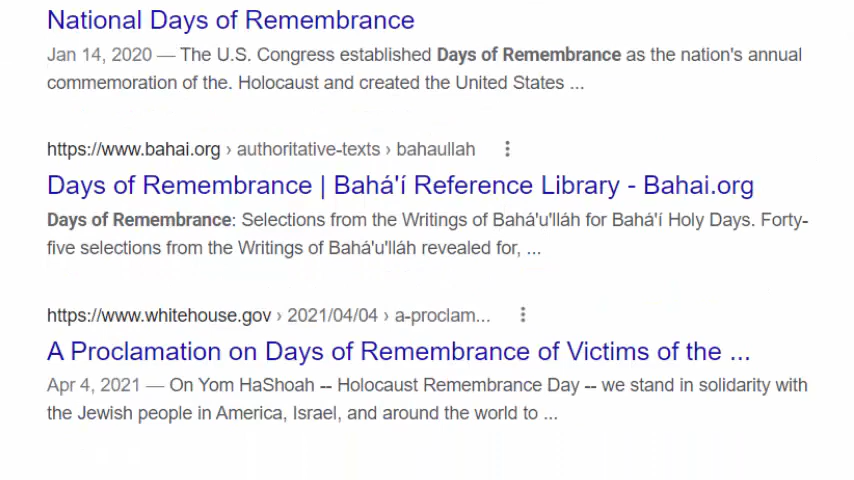 National Days of Remembrance
Jan 14, 2020 — The U.S. Congress established Days of Remembrance as the nation's annual
commemoration of the. Holocaust and created the United States ...
https://www.bahai.org › authoritative-texts › bahaullah
Days of Remembrance | Bahá'í Reference Library - Bahai.org
Days of Remembrance: Selections from the Writings of Bahá'u'lláh for Bahá'í Holy Days. Forty-
five selections from the Writings of Bahá'u'lláh revealed for, ...
https://www.whitehouse.gov › 2021/04/04 › a-proclam...
A Proclamation on Days of Remembrance of Victims of the ...
Apr 4, 2021 — On Yom HaShoah -- Holocaust Remembrance Day -- we stand in solidarity with
the Jewish people in America, Israel, and around the world to ...